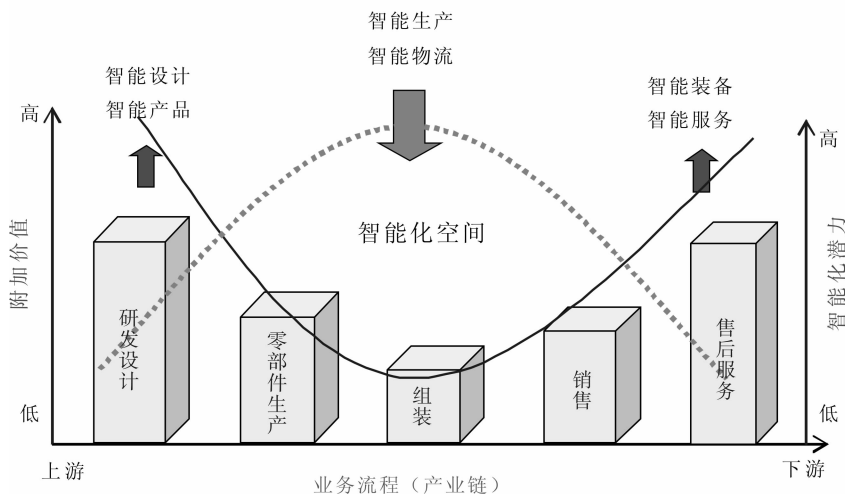 智能生产
智能物流
智能设计
智能产品
智能装备
智能服务
高
高
附加价值
智能化空间
智能化潜力
研发设计
零部件生产
组装
销售
售后服务
低
低
上游
业务流程（产业链）
下游